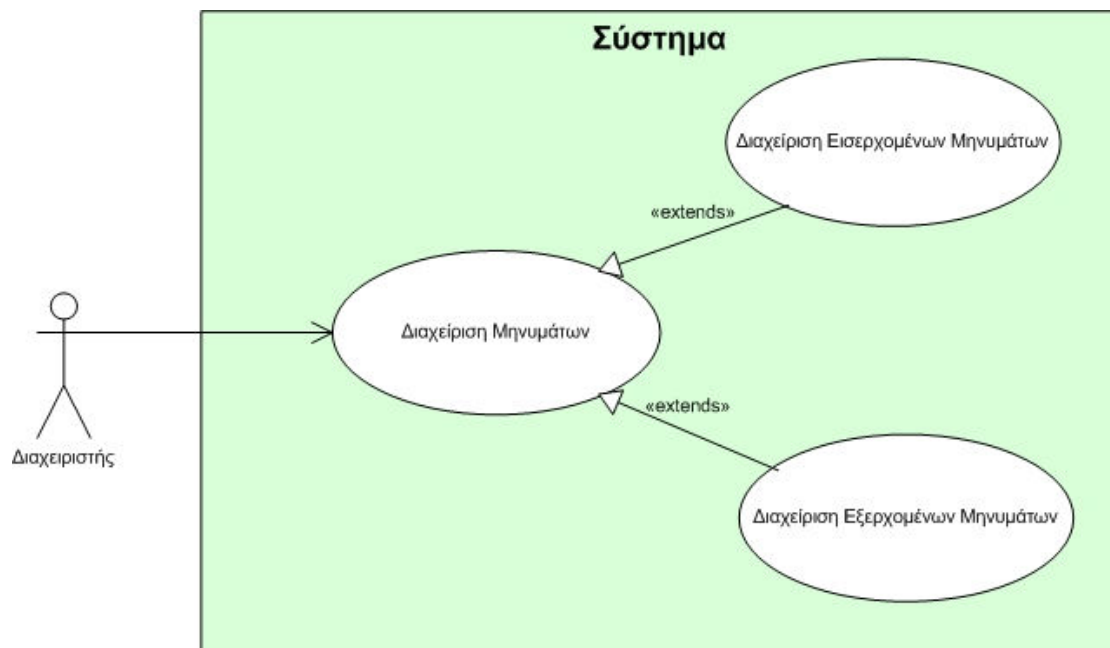 Σύστημα
Διαχείριση Εισερχομένων Μηνυμάτων
«extends»
Διαχείριση Μηνυμάτων
«extends»
Διαχειριστής
Διαχείριση Εξερχομένων Μηνυμάτων